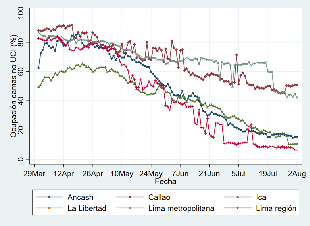 Ocupación camas no UCI (%)
100
80
60
40
20
0
29Mar 12Apr 26Apr 10May 24May 7Jun 21Jun 5Jul 19Jul 2Aug
Fecha
Ancash Callao Ica
La Libertad Lima metropolitana Lima región